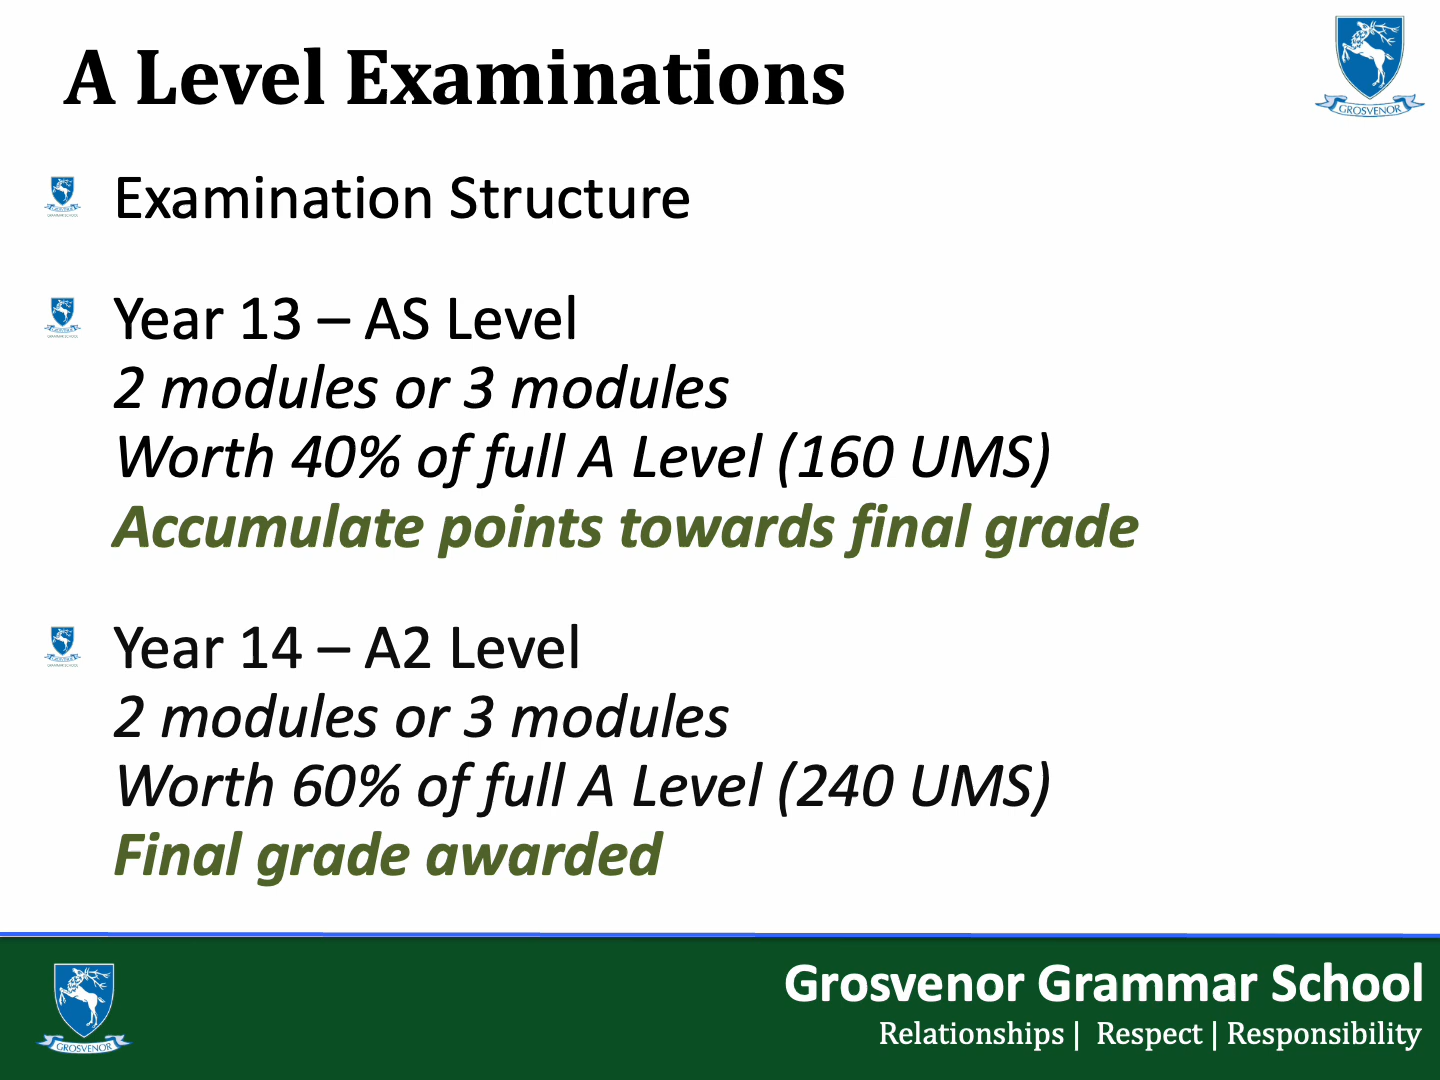 A Level Examinations
GROSVENOR
Examination Structure
Year 13 – AS Level
2 modules or 3 modules
Worth 40% of full A Level (160 UMS)
Accumulate points towards final grade
Year 14 – A2 Level
2 modules or 3 modules
Worth 60% of full A Level (240 UMS)
Final grade awarded
GROSVENOR
Grosvenor Grammar School
Relationships | Respect | Responsibility